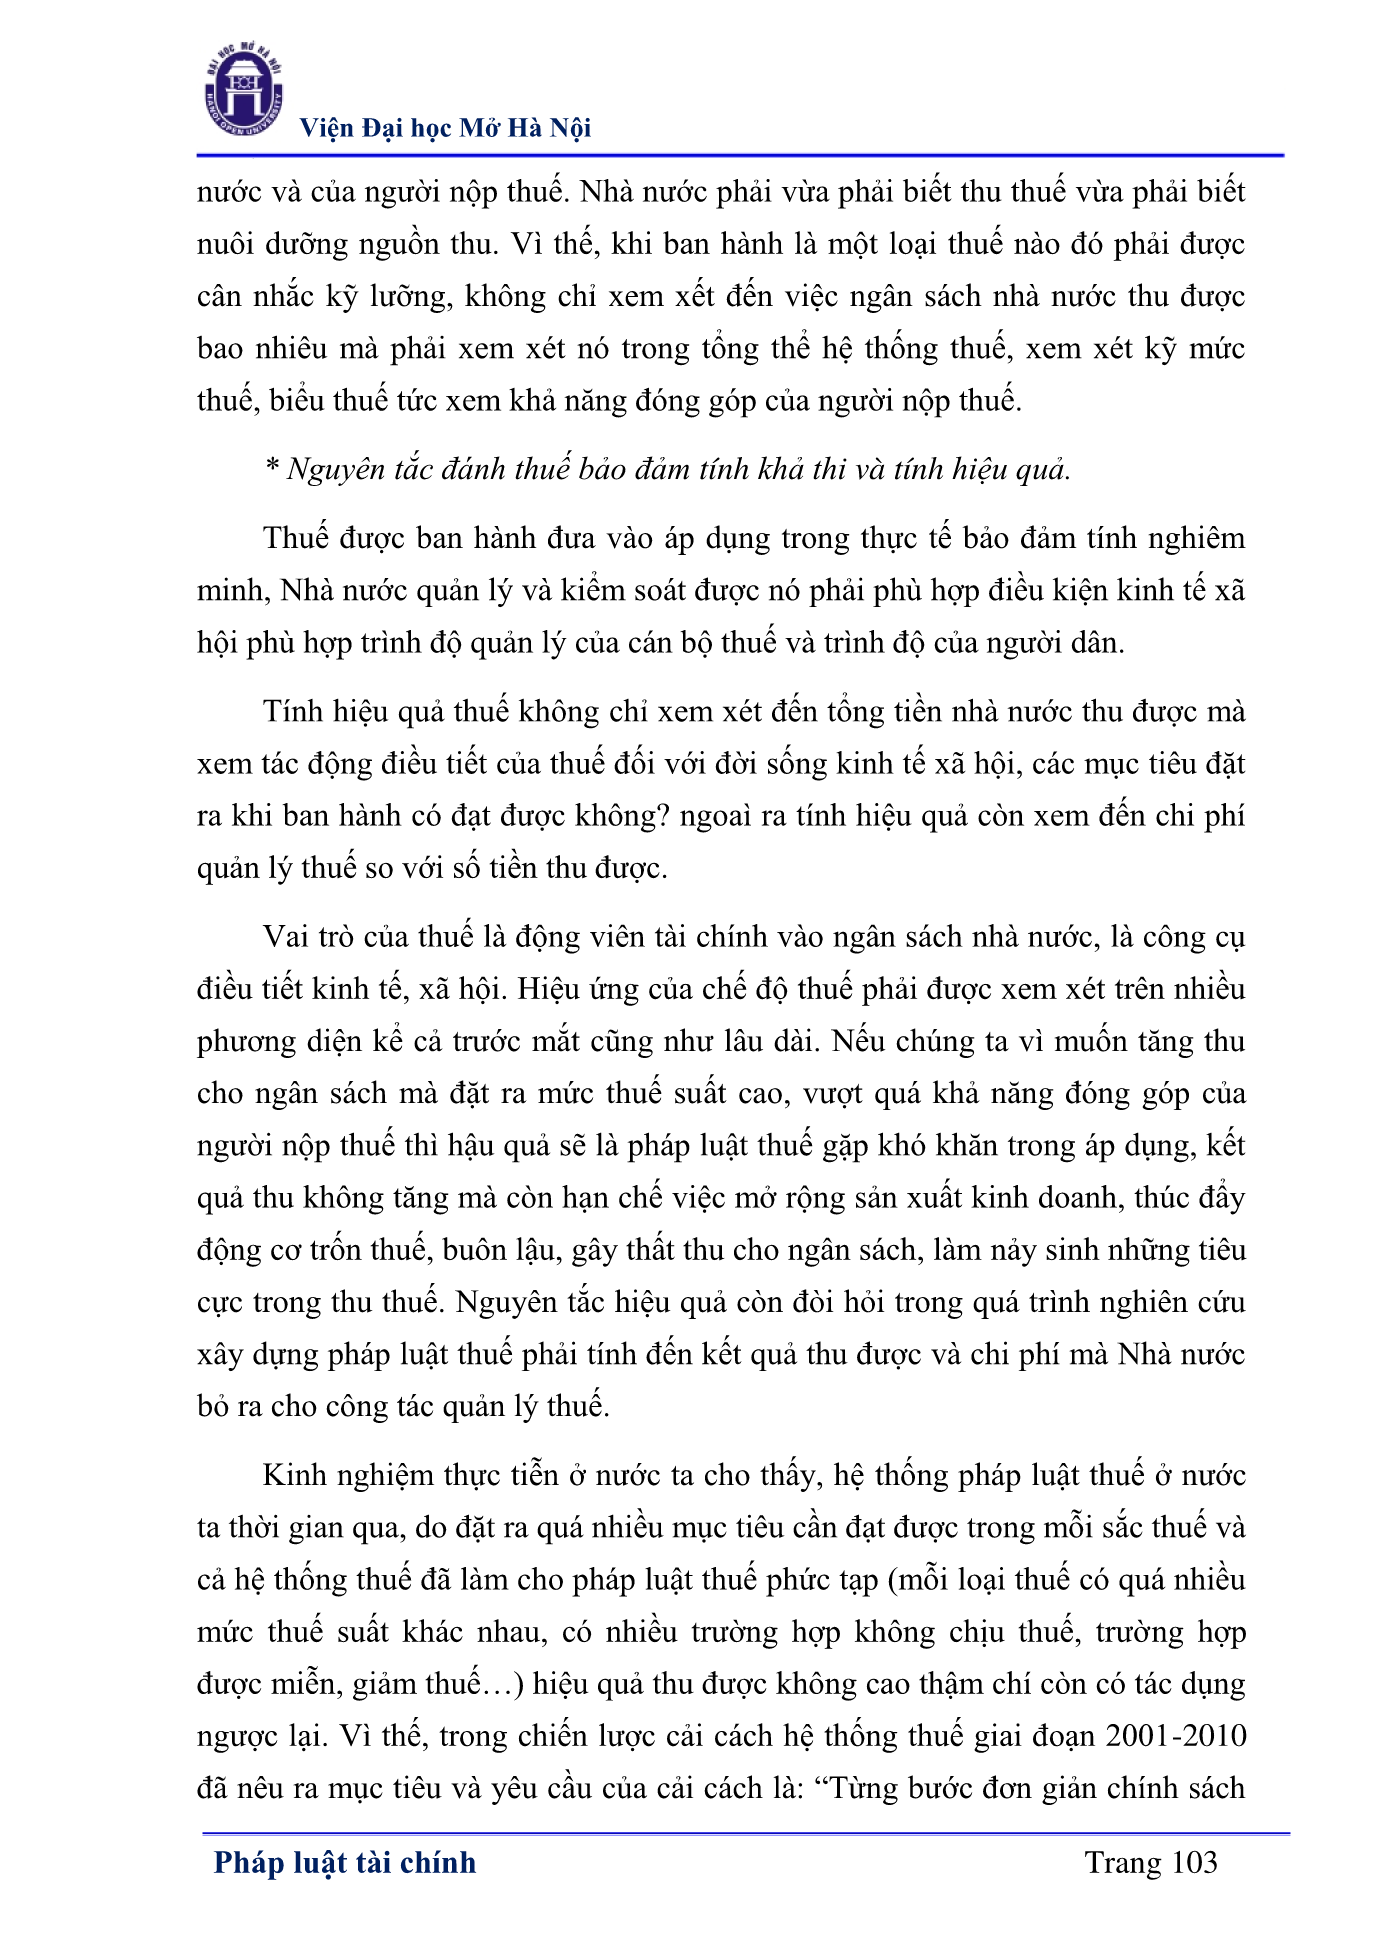 ĐẠI HỌC MỞ HÀ NỘI
HANOI OPEN UNIVERSITY
Viện Đại học Mở Hà Nội
nước và của người nộp thuế. Nhà nước phải vừa phải biết thu thuế vừa phải biết
nuôi dưỡng nguồn thu. Vì thế, khi ban hành là một loại thuế nào đó phải được
cân nhắc kỹ lưỡng, không chỉ xem xết đến việc ngân sách nhà nước thu được
bao nhiêu mà phải xem xét nó trong tổng thể hệ thống thuế, xem xét kỹ mức
thuế, biểu thuế tức xem khả năng đóng góp của người nộp thuế.
* Nguyên tắc đánh thuế bảo đảm tính khả thi và tính hiệu quả.
Thuế được ban hành đưa vào áp dụng trong thực tế bảo đảm tính nghiêm
minh, Nhà nước quản lý và kiểm soát được nó phải phù hợp điều kiện kinh tế xã
hội phù hợp trình độ quản lý của cán bộ thuế và trình độ của người dân.
Tính hiệu quả thuế không chỉ xem xét đến tổng tiền nhà nước thu được mà
xem tác động điều tiết của thuế đối với đời sống kinh tế xã hội, các mục tiêu đặt
ra khi ban hành có đạt được không? ngoaì ra tính hiệu quả còn xem đến chi phí
quản lý thuế so với số tiền thu được.
Vai trò của thuế là động viên tài chính vào ngân sách nhà nước, là công cụ
điều tiết kinh tế, xã hội. Hiệu ứng của chế độ thuế phải được xem xét trên nhiều
phương diện kể cả trước mắt cũng như lâu dài. Nếu chúng ta vì muốn tăng thu
cho ngân sách mà đặt ra mức thuế suất cao, vượt quá khả năng đóng góp của
người nộp thuế thì hậu quả sẽ là pháp luật thuế gặp khó khăn trong áp dụng, kết
quả thu không tăng mà còn hạn chế việc mở rộng sản xuất kinh doanh, thúc đẩy
động cơ trốn thuế, buôn lậu, gây thất thu cho ngân sách, làm nảy sinh những tiêu
cực trong thu thuế. Nguyên tắc hiệu quả còn đòi hỏi trong quá trình nghiên cứu
xây dựng pháp luật thuế phải tính đến kết quả thu được và chi phí mà Nhà nước
bỏ ra cho công tác quản lý thuế.
Kinh nghiệm thực tiễn ở nước ta cho thấy, hệ thống pháp luật thuế ở nước
ta thời gian qua, do đặt ra quá nhiều mục tiêu cần đạt được trong mỗi sắc thuế và
cả hệ thống thuế đã làm cho pháp luật thuế phức tạp (mỗi loại thuế có quá nhiều
mức thuế suất khác nhau, có nhiều trường hợp không chịu thuế, trường hợp
được miễn, giảm thuế…) hiệu quả thu được không cao thậm chí còn có tác dụng
ngược lại. Vì thế, trong chiến lược cải cách hệ thống thuế giai đoạn 2001-2010
đã nêu ra mục tiêu và yêu cầu của cải cách là: “Từng bước đơn giản chính sách
Pháp luật tài chính
Trang 103